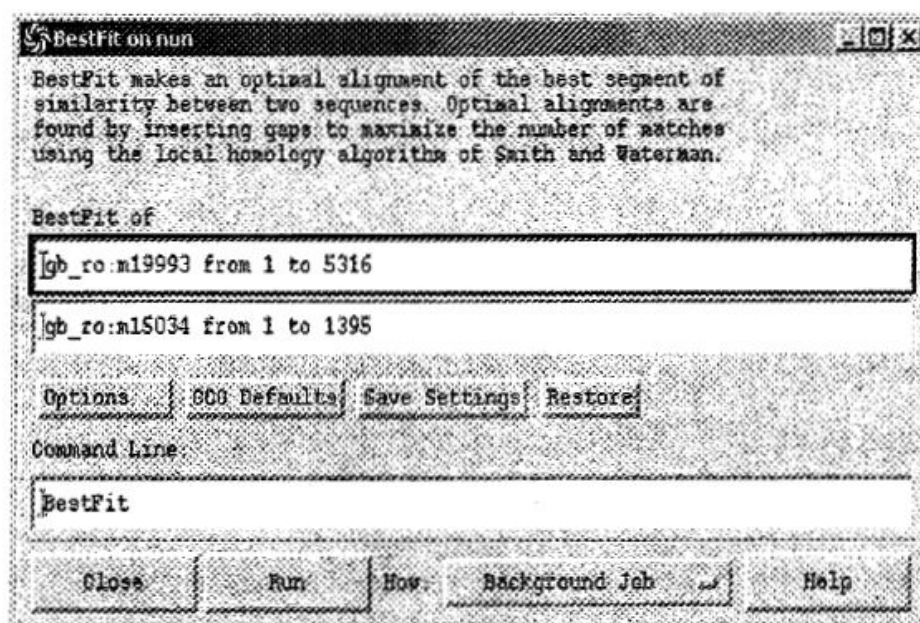 BestFit on nun
BestFit makes an optimal alignment of the best segment of
similarity between two sequences. Optimal alignments are
found by inserting gaps to maximize the number of matches
using the local homology algorithm of Smith and Waterman.
BestFit of
gb_ro:m19993 from 1 to 5316
gb_ro:m15034 from 1 to 1395
Options GCG Defaults Save Settings Restore
Command Line:
BestFit
Close Run How: Background Job Help